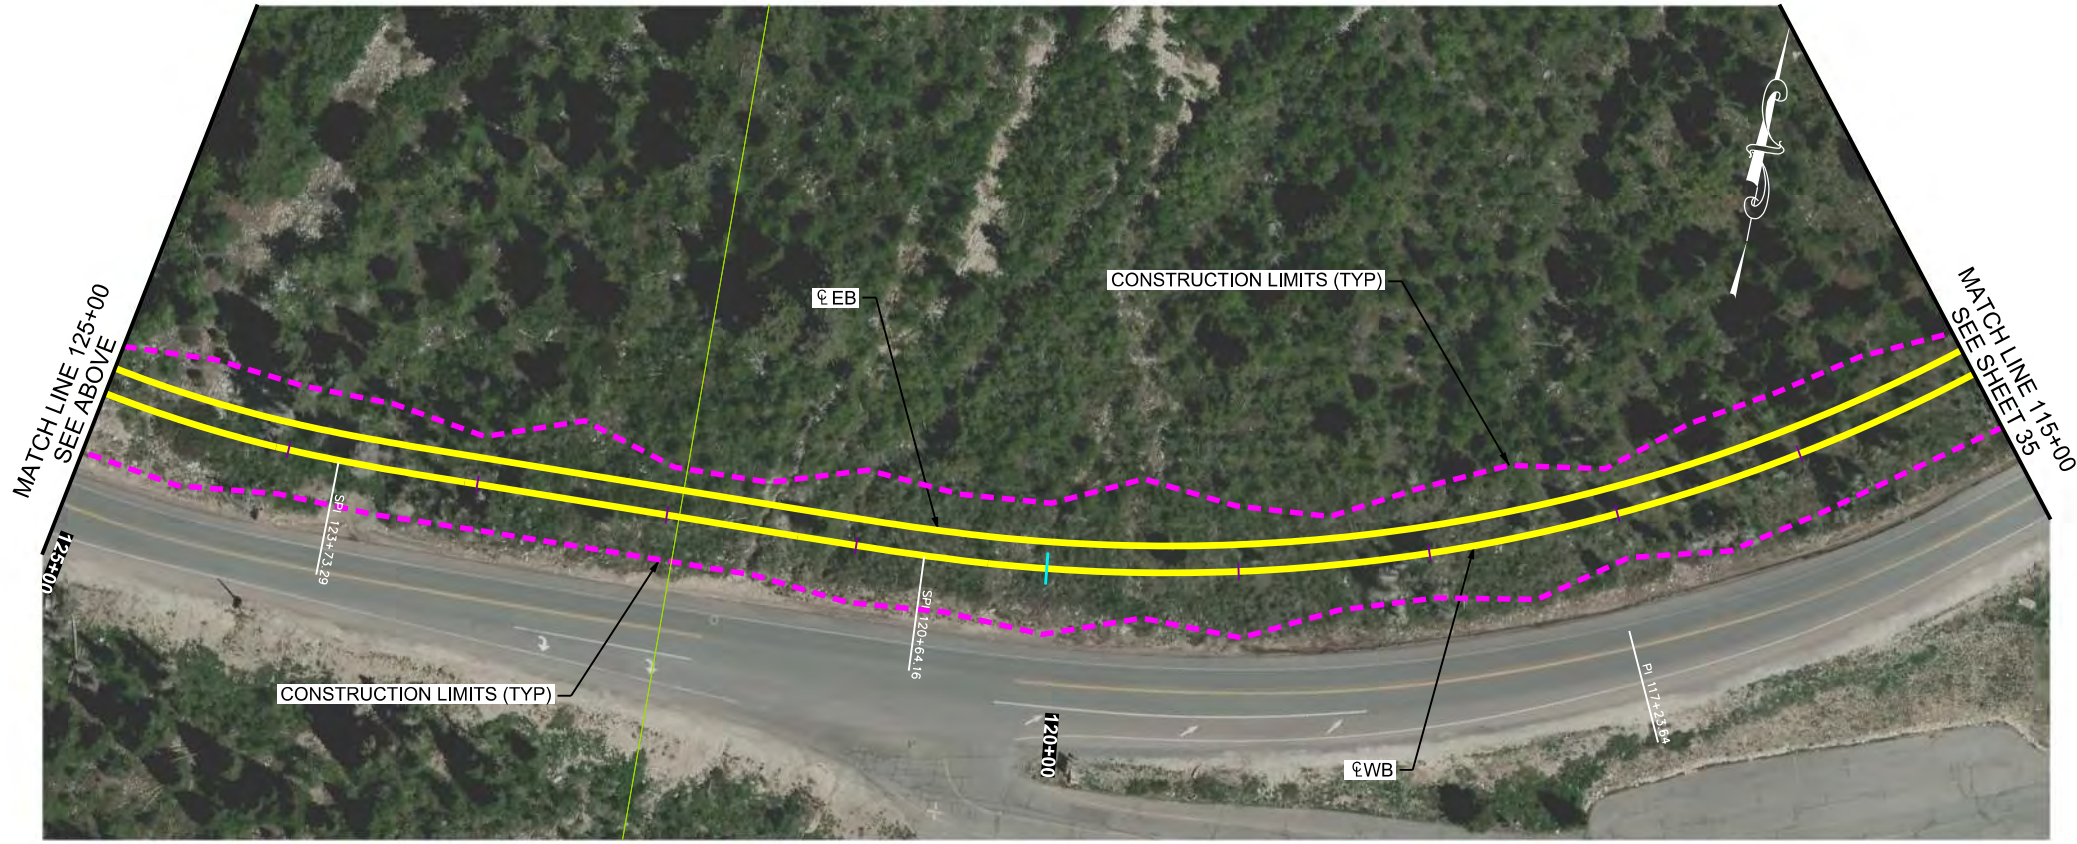 MATCH LINE 125+00
SEE ABOVE
℄ EB
CONSTRUCTION LIMITS (TYP)
MATCH LINE 115+00
SEE SHEET 35
125+00
SPI 123+73.29
SPI 120+64.16
PI 117+23.64
CONSTRUCTION LIMITS (TYP)
120+00
℄ WB